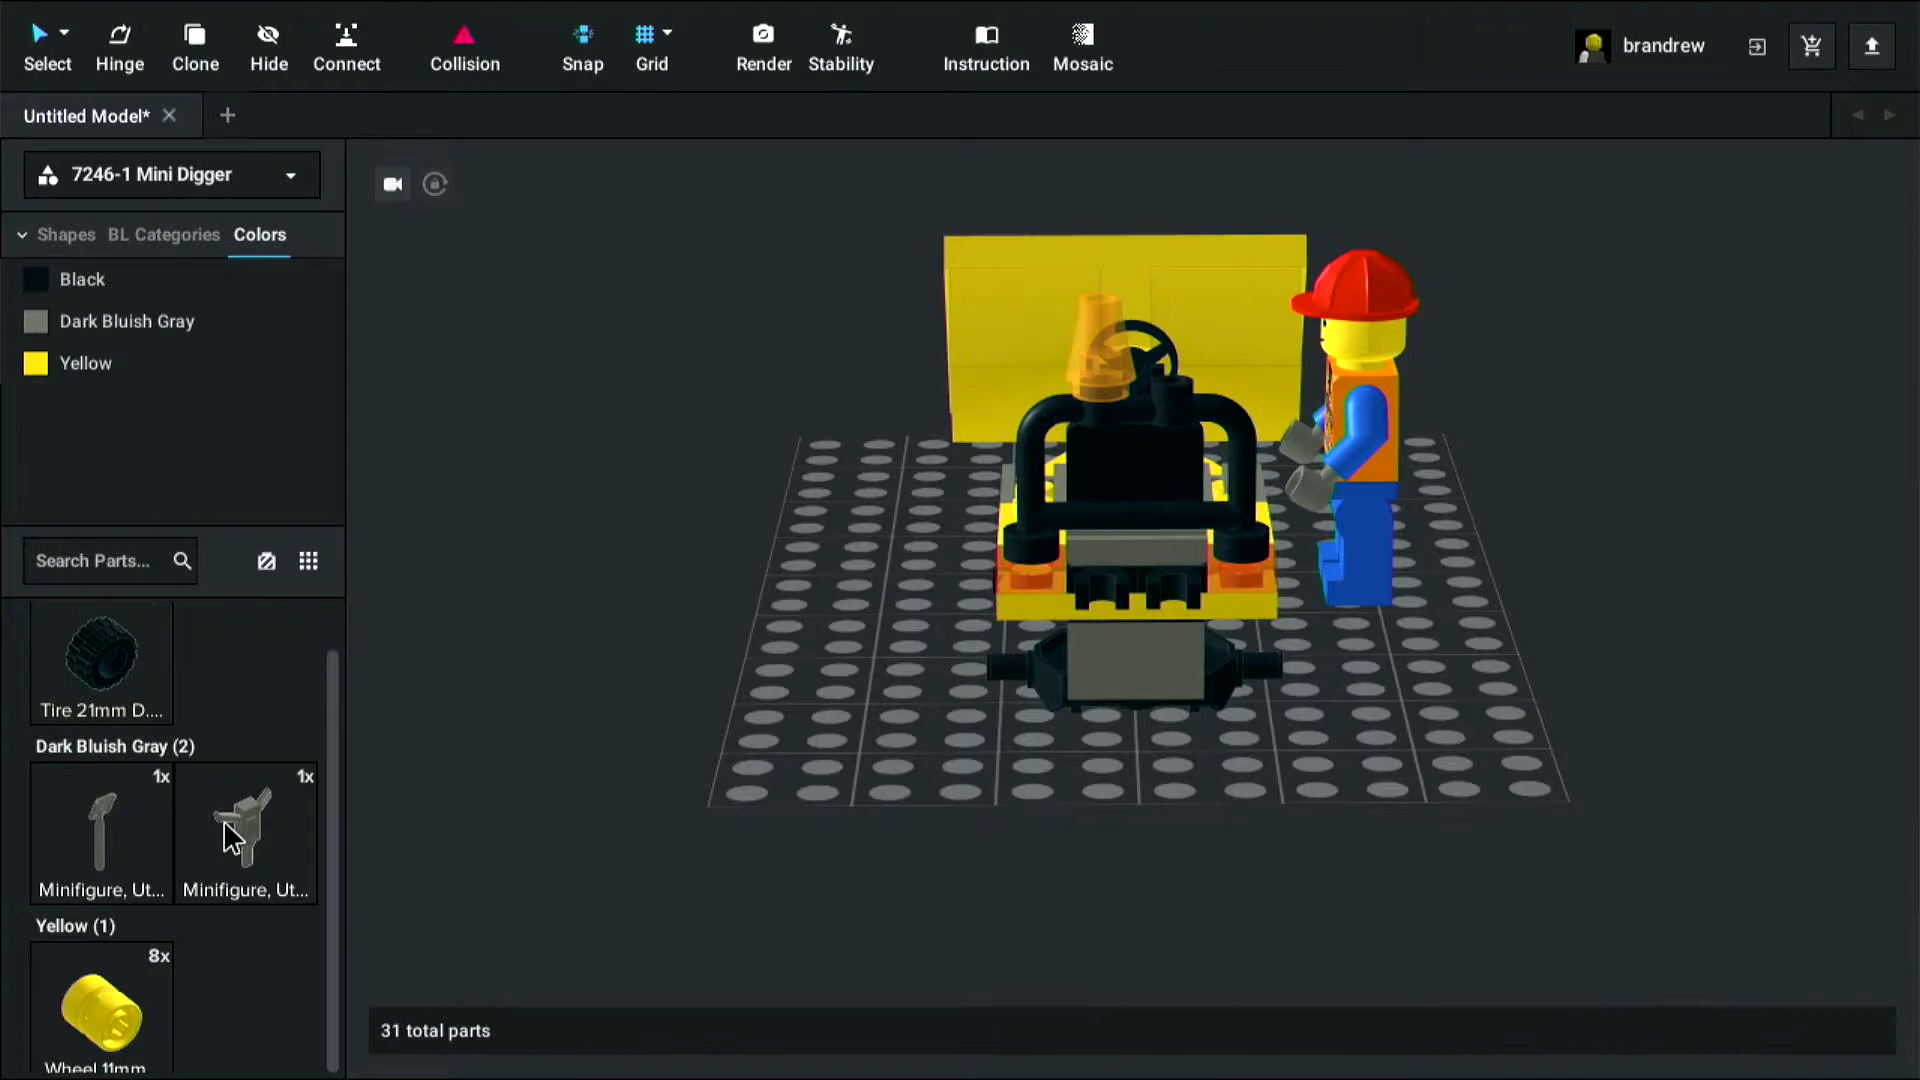 Select
Hinge
Clone
Hide
Connect
Collision
Snap
Grid
Render
Stability
Instruction
Mosaic
brandrew
Untitled Model*
7246-1 Mini Digger
Shapes
BL Categories
Colors
Black
Dark Bluish Gray
Yellow
Search Parts...
Tire 21mm D....
Dark Bluish Gray (2)
1x
1x
Minifigure, Ut...
Minifigure, Ut...
Yellow (1)
8x
Wheel 11mm
31 total parts